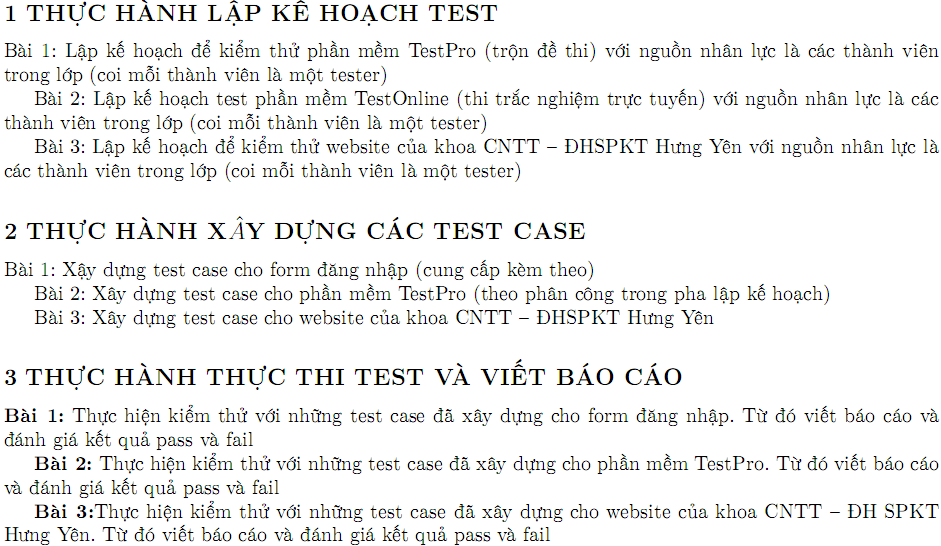 1 THỰC HÀNH LẬP KẾ HOẠCH TEST
Bài 1: Lập kế hoạch để kiểm thử phần mềm TestPro (trộn đề thi) với nguồn nhân lực là các thành viên
trong lớp (coi mỗi thành viên là một tester)
Bài 2: Lập kế hoạch test phần mềm TestOnline (thi trắc nghiệm trực tuyến) với nguồn nhân lực là các
thành viên trong lớp (coi mỗi thành viên là một tester)
Bài 3: Lập kế hoạch để kiểm thử website của khoa CNTT – ĐHSPKT Hưng Yên với nguồn nhân lực là
các thành viên trong lớp (coi mỗi thành viên là một tester)
2 THỰC HÀNH XÂY DỰNG CÁC TEST CASE
Bài 1: Xậy dựng test case cho form đăng nhập (cung cấp kèm theo)
Bài 2: Xây dựng test case cho phần mềm TestPro (theo phân công trong pha lập kế hoạch)
Bài 3: Xây dựng test case cho website của khoa CNTT – ĐHSPKT Hưng Yên
3 THỰC HÀNH THỰC THI TEST VÀ VIẾT BÁO CÁO
Bài 1: Thực hiện kiểm thử với những test case đã xây dựng cho form đăng nhập. Từ đó viết báo cáo và
đánh giá kết quả pass và fail
Bài 2: Thực hiện kiểm thử với những test case đã xây dựng cho phần mềm TestPro. Từ đó viết báo cáo
và đánh giá kết quả pass và fail
Bài 3:Thực hiện kiểm thử với những test case đã xây dựng cho website của khoa CNTT – ĐH SPKT
Hưng Yên. Từ đó viết báo cáo và đánh giá kết quả pass và fail